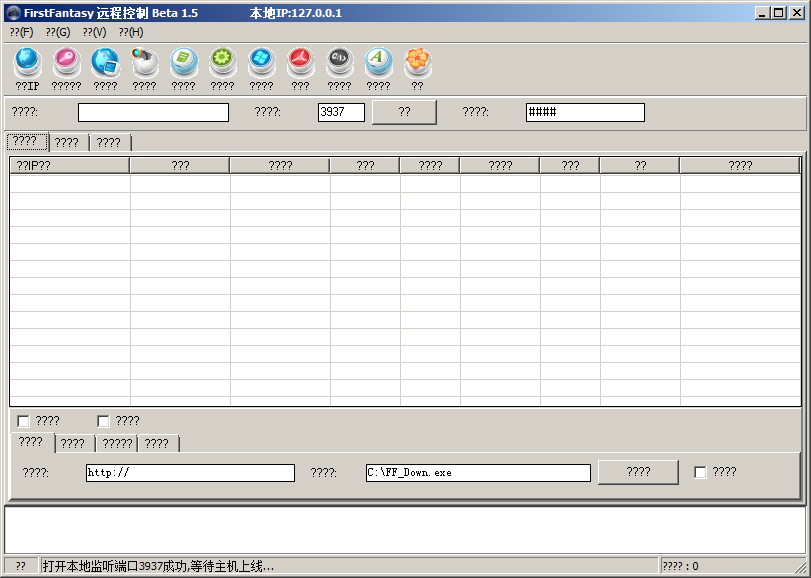 FirstFantasy 远程控制 Beta 1.5 本地IP:127.0.0.1
??(F) ??(G) ??(V) ??(H)
??IP ????? ???? ???? ???? ???? ???? ??? ???? ???? ??
????: ????: 3937 ?? ????: ####
???? ???? ????
??IP?? ??? ???? ??? ???? ???? ??? ?? ????
???? ????
???? ???? ????? ????
????: http:// ????: C:\FF_Down.exe ???? ????
?? 打开本地监听端口3937成功,等待主机上线... ???? : 0